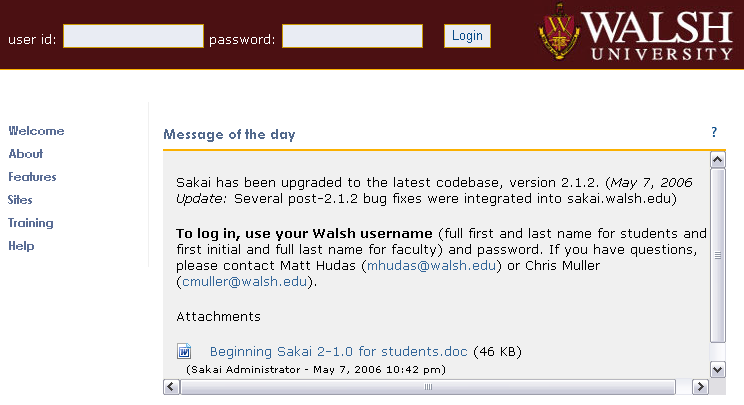 user id: password: Login
WALSH
UNIVERSITY
Welcome
About
Features
Sites
Training
Help
Message of the day ?
Sakai has been upgraded to the latest codebase, version 2.1.2. (May 7, 2006
Update: Several post-2.1.2 bug fixes were integrated into sakai.walsh.edu)
To log in, use your Walsh username (full first and last name for students and
first initial and full last name for faculty) and password. If you have questions,
please contact Matt Hudas (mhudas@walsh.edu) or Chris Muller
(cmuller@walsh.edu).
Attachments
Beginning Sakai 2-1.0 for students.doc (46 KB)
(Sakai Administrator - May 7, 2006 10:42 pm)